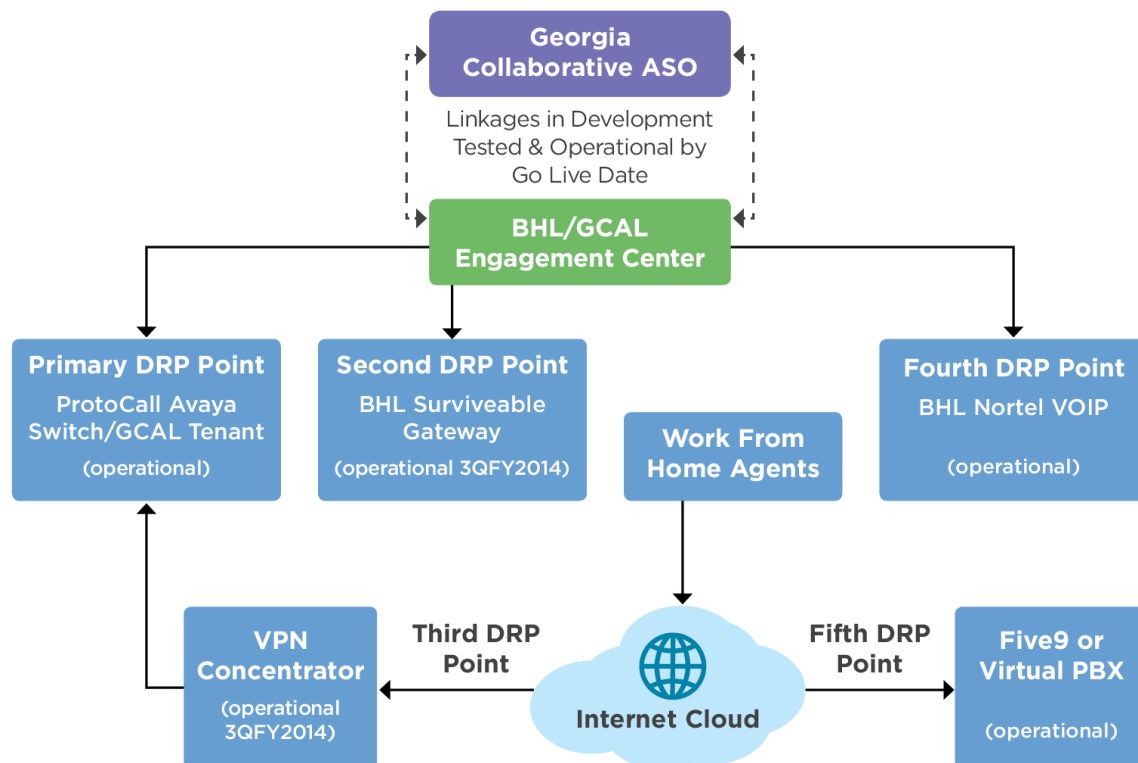 Georgia
Collaborative ASO
Linkages in Development
Tested & Operational by
Go Live Date
BHL/GCAL
Engagement Center
Primary DRP Point
ProtoCall Avaya
Switch/GCAL Tenant
(operational)
Second DRP Point
BHL Surviveable
Gateway
(operational 3QFY2014)
Work From
Home Agents
Fourth DRP Point
BHL Nortel VOIP
(operational)
VPN
Concentrator
(operational
3QFY2014)
Third DRP
Point
Internet Cloud
Fifth DRP
Point
Five9 or
Virtual PBX
(operational)